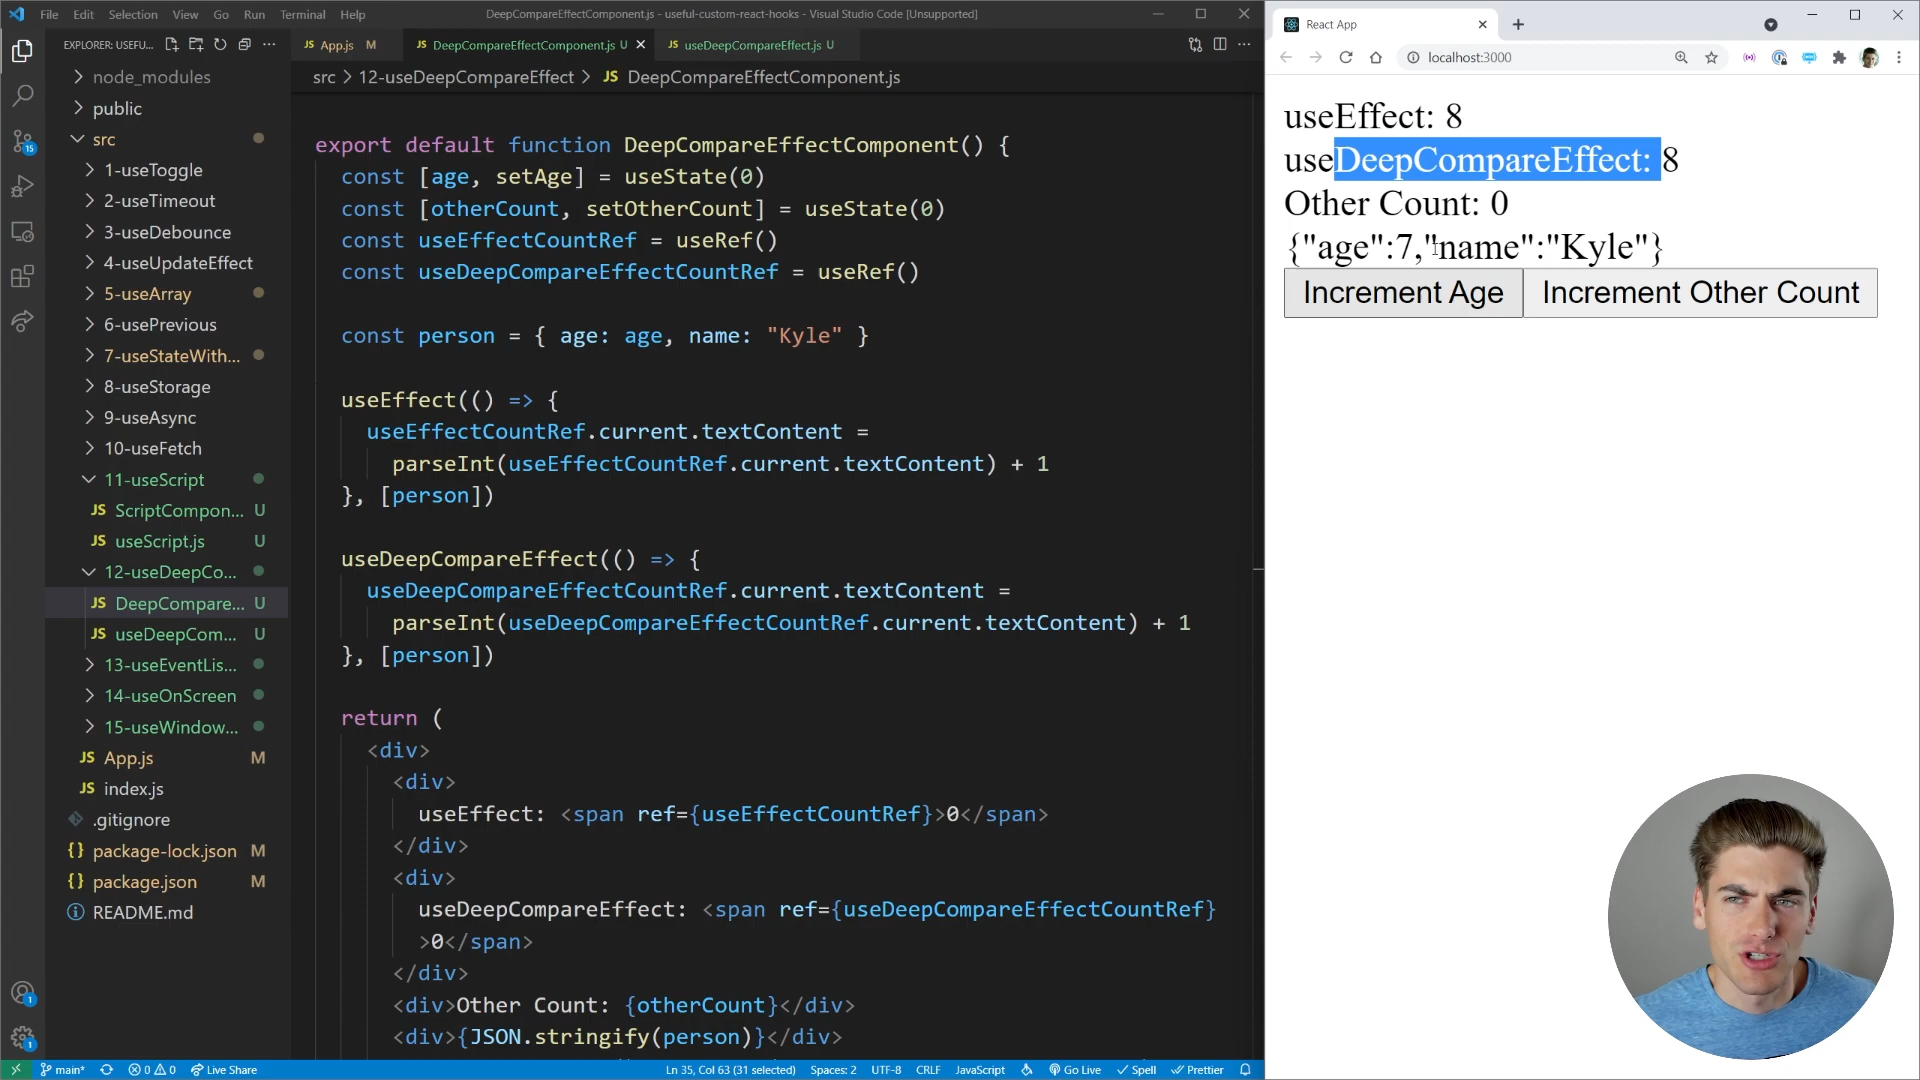 File Edit Selection View Go Run Terminal Help
DeepCompareEffectComponent.js - useful-custom-react-hooks - Visual Studio Code [Unsupported]
EXPLORER: USEFU...
node_modules
public
src
1-useToggle
2-useTimeout
3-useDebounce
4-useUpdateEffect
5-useArray
6-usePrevious
7-useStateWith...
8-useStorage
9-useAsync
10-useFetch
11-useScript
JS ScriptCompon... U
JS useScript.js U
12-useDeepCo...
JS DeepCompare... U
JS useDeepCom... U
13-useEventLis...
14-useOnScreen
15-useWindow...
JS App.js M
JS index.js
.gitignore
{} package-lock.json M
{} package.json M
README.md
15
1
1
JS App.js M
JS DeepCompareEffectComponent.js U
JS useDeepCompareEffect.js U
src > 12-useDeepCompareEffect > JS DeepCompareEffectComponent.js
export default function DeepCompareEffectComponent() {
const [age, setAge] = useState(0)
const [otherCount, setOtherCount] = useState(0)
const useEffectCountRef = useRef()
const useDeepCompareEffectCountRef = useRef()
const person = { age: age, name: "Kyle" }
useEffect(() => {
useEffectCountRef.current.textContent =
parseInt(useEffectCountRef.current.textContent) + 1
}, [person])
useDeepCompareEffect(() => {
useDeepCompareEffectCountRef.current.textContent =
parseInt(useDeepCompareEffectCountRef.current.textContent) + 1
}, [person])
return (
<div>
<div>
useEffect: <span ref={useEffectCountRef}>0</span>
</div>
<div>
useDeepCompareEffect: <span ref={useDeepCompareEffectCountRef}
>0</span>
</div>
<div>Other Count: {otherCount}</div>
<div>{JSON.stringify(person)}</div>
main* 0 0 Live Share
Ln 35, Col 63 (31 selected) Spaces: 2 UTF-8 CRLF JavaScript Go Live Spell Prettier
React App
localhost:3000
useEffect: 8
useDeepCompareEffect: 8
Other Count: 0
{"age":7,"name":"Kyle"}
Increment Age
Increment Other Count